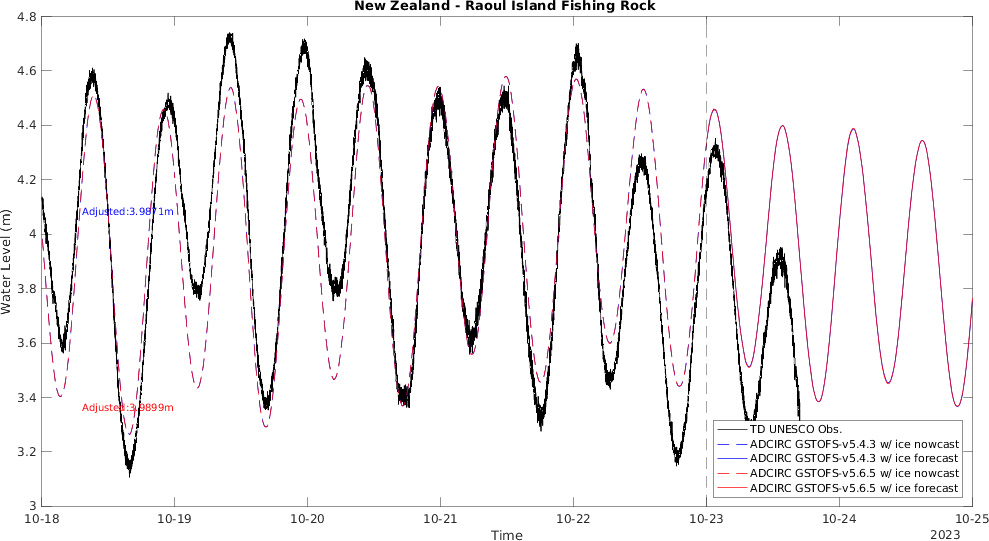 New Zealand - Raoul Island Fishing Rock
4.8
4.6
4.4
4.2
4
3.8
3.6
3.4
3.2
3
Water Level (m)
Adjusted:3.9871m
Adjusted:3.9899m
TD UNESCO Obs.
ADCIRC GSTOFS-v5.4.3 w/ ice nowcast
ADCIRC GSTOFS-v5.4.3 w/ ice forecast
ADCIRC GSTOFS-v5.6.5 w/ ice nowcast
ADCIRC GSTOFS-v5.6.5 w/ ice forecast
10-18 10-19 10-20 10-21 10-22 10-23 10-24 10-25
Time
2023